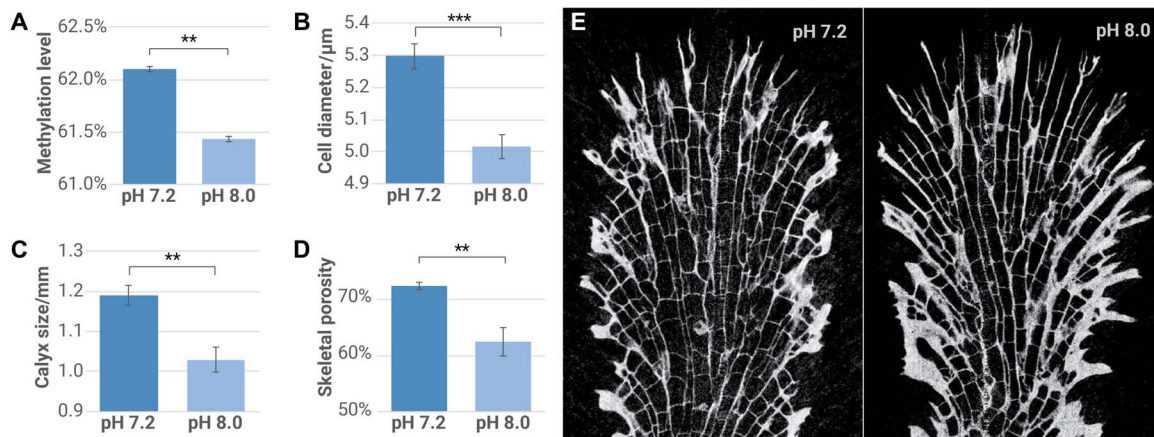 A
Methylation level
62.5%
62.0%
61.5%
61.0%
**
pH 7.2
pH 8.0
B
Cell diameter/µm
5.4
5.3
5.2
5.1
5.0
4.9
***
pH 7.2
pH 8.0
C
Calyx size/mm
1.3
1.2
1.1
1.0
0.9
**
pH 7.2
pH 8.0
D
Skeletal porosity
70%
60%
50%
**
pH 7.2
pH 8.0
E
pH 7.2
pH 8.0